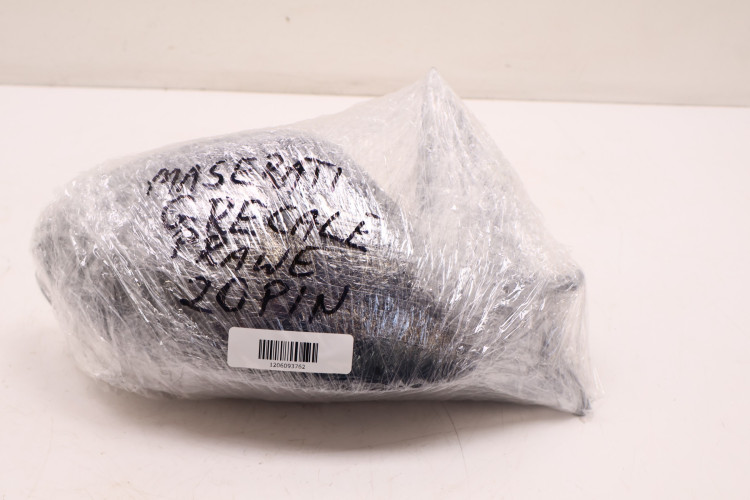 MASERATI
GRECALE
PRAWE
20PIN
1206093762